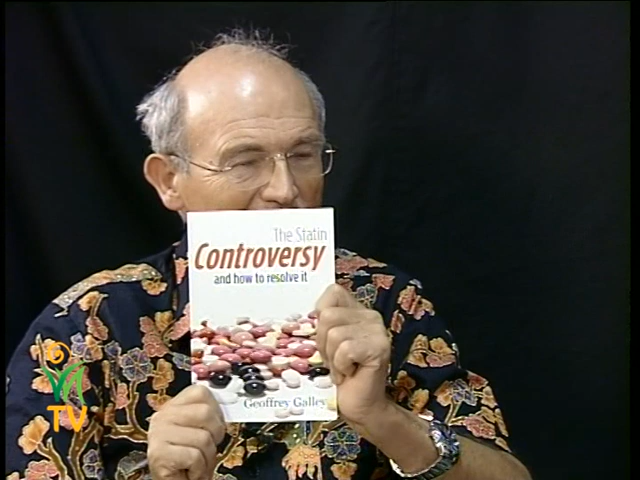 The Statin
Controversy
and how to resolve it
Geoffrey Galley
TV